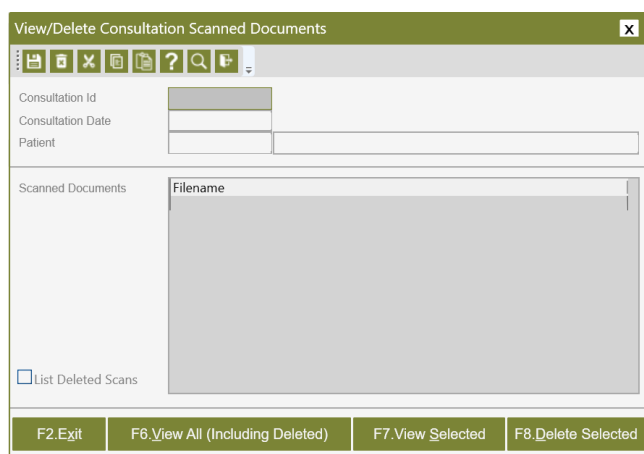 View/Delete Consultation Scanned Documents X
?
Consultation Id
Consultation Date
Patient
Scanned Documents Filename
List Deleted Scans
F2.Exit F6.View All (Including Deleted) F7.View Selected F8.Delete Selected